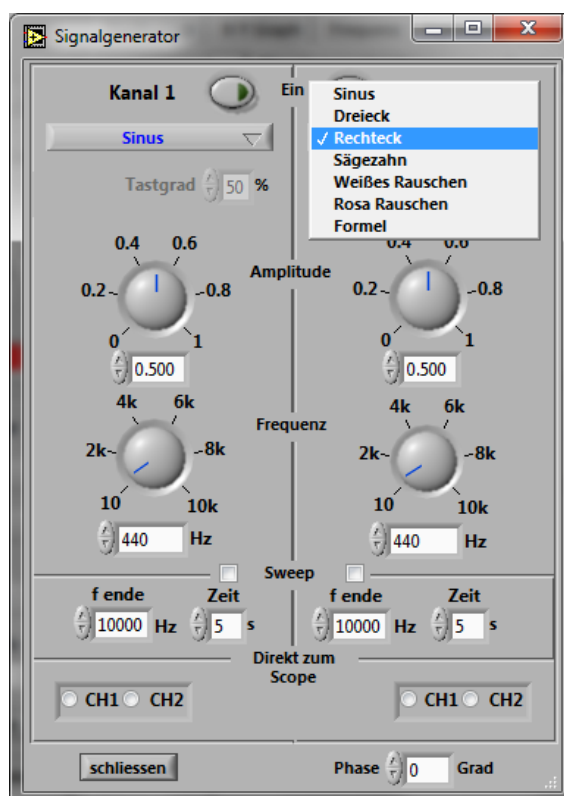 Signalgenerator
Kanal 1
Ein
Sinus
Tastgrad 50 %
Sinus
Dreieck
✓ Rechteck
Sägezahn
Weißes Rauschen
Rosa Rauschen
Formel
Amplitude
0.4 0.6
0.2 0.8
0 1
0.500
0.4 0.6
0.2 0.8
0 1
0.500
Frequenz
4k 6k
2k 8k
10 10k
440 Hz
4k 6k
2k 8k
10 10k
440 Hz
Sweep
f ende Zeit
10000 Hz 5 s
f ende Zeit
10000 Hz 5 s
Direkt zum
Scope
CH1 CH2
CH1 CH2
schliessen
Phase 0 Grad